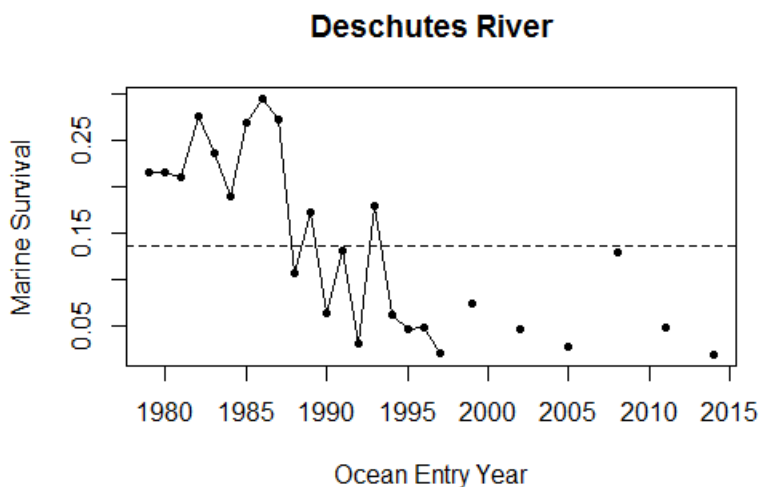 Deschutes River
Marine Survival
0.25
0.15
0.05
1980 1985 1990 1995 2000 2005 2010 2015
Ocean Entry Year